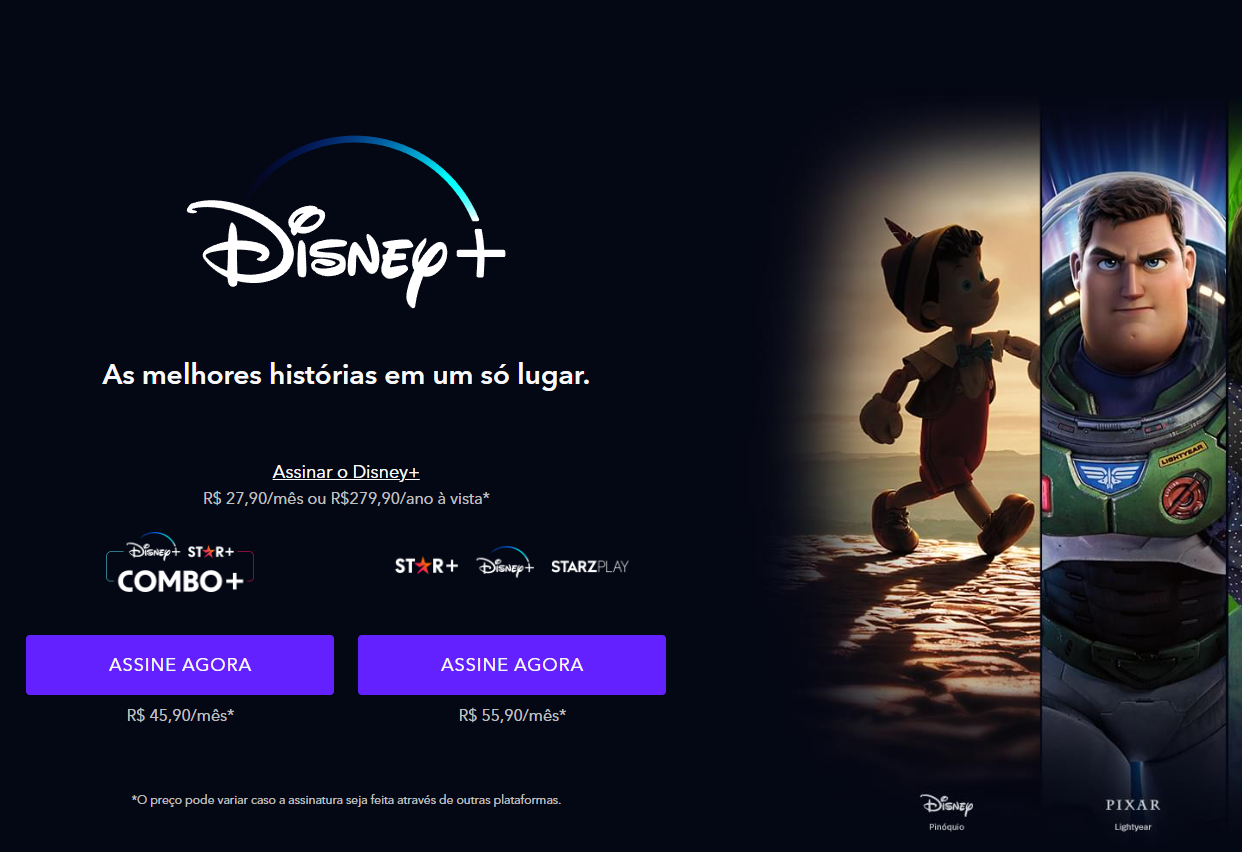 Disney+
As melhores histórias em um só lugar.
Assinar o Disney+
R$ 27,90/mês ou R$279,90/ano à vista*
Disney+ STAR+
COMBO+
STAR+ Disney+ STARZPLAY
ASSINE AGORA
R$ 45,90/mês*
ASSINE AGORA
R$ 55,90/mês*
*O preço pode variar caso a assinatura seja feita através de outras plataformas.
LIGHTYEAR
Disney
Pinóquio
PIXAR
Lightyear